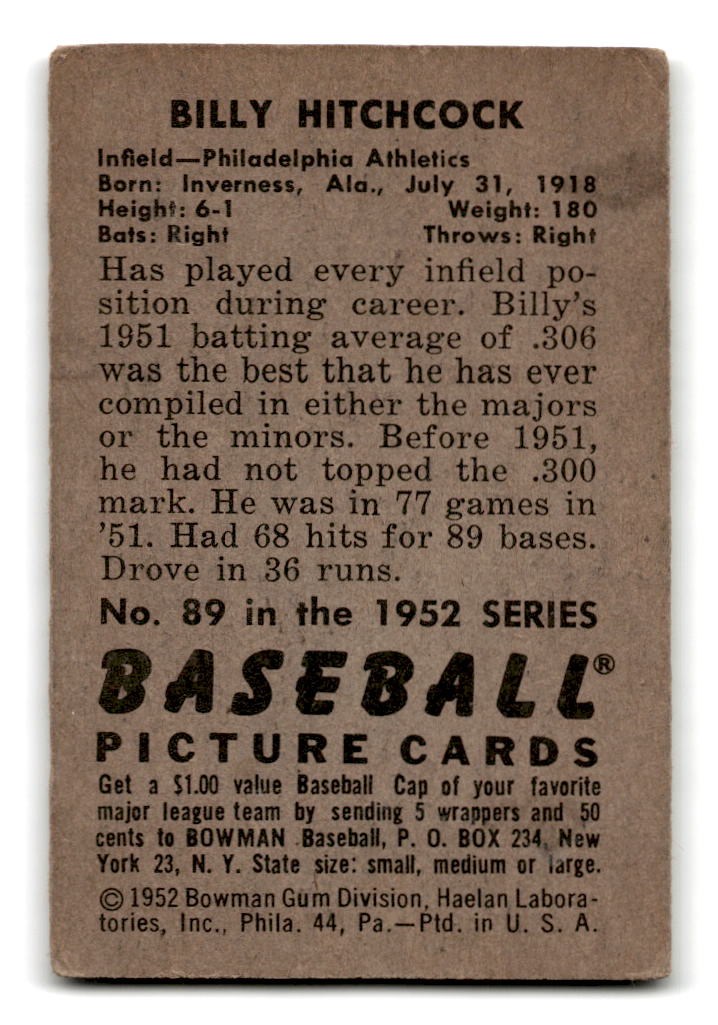 BILLY HITCHCOCK
Infield—Philadelphia Athletics
Born: Inverness, Ala., July 31, 1918
Height: 6-1 Weight: 180
Bats: Right Throws: Right
Has played every infield po-
sition during career. Billy's
1951 batting average of .306
was the best that he has ever
compiled in either the majors
or the minors. Before 1951,
he had not topped the .300
mark. He was in 77 games in
'51. Had 68 hits for 89 bases.
Drove in 36 runs.
No. 89 in the 1952 SERIES
BASEBALL®
PICTURE CARDS
Get a $1.00 value Baseball Cap of your favorite
major league team by sending 5 wrappers and 50
cents to BOWMAN Baseball, P. O. BOX 234, New
York 23, N. Y. State size: small, medium or large.
© 1952 Bowman Gum Division, Haelan Labora-
tories, Inc., Phila. 44, Pa.—Ptd. in U. S. A.